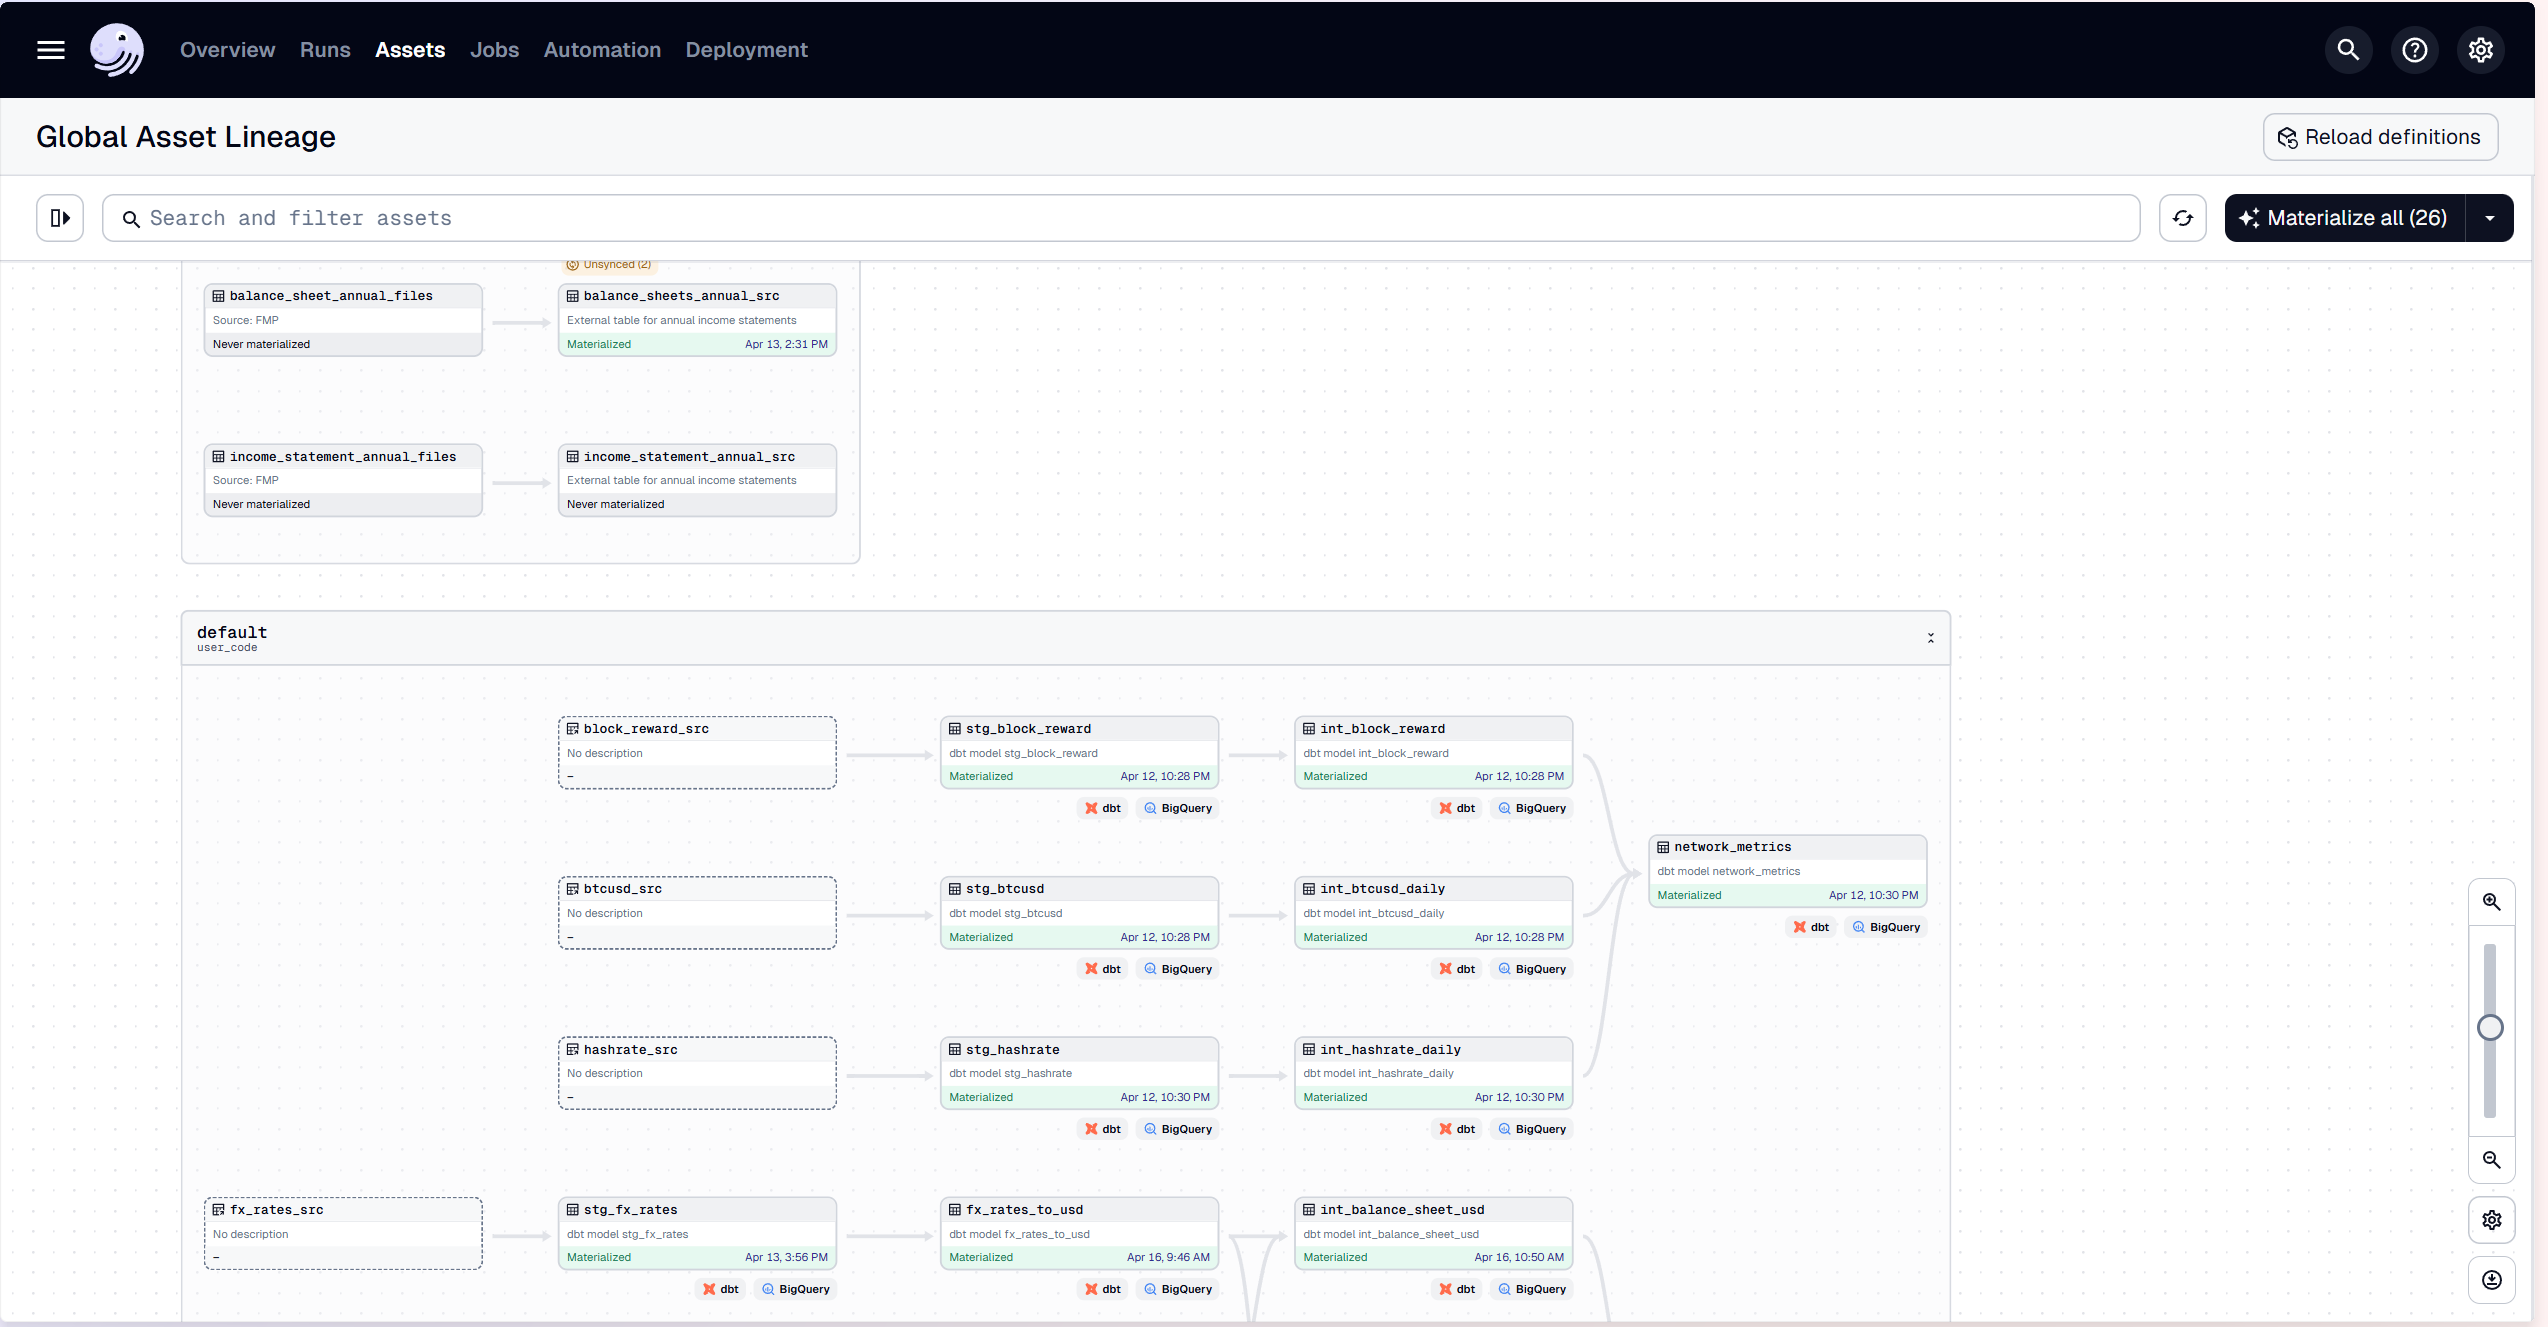 Overview Runs Assets Jobs Automation Deployment
Global Asset Lineage
Reload definitions
Search and filter assets
Materialize all (26)
Unsynced (2)
balance_sheet_annual_files
Source: FMP
Never materialized
balance_sheets_annual_src
External table for annual income statements
Materialized Apr 13, 2:31 PM
income_statement_annual_files
Source: FMP
Never materialized
income_statement_annual_src
External table for annual income statements
Never materialized
default
user_code
block_reward_src
No description
–
stg_block_reward
dbt model stg_block_reward
Materialized Apr 12, 10:28 PM
dbt BigQuery
int_block_reward
dbt model int_block_reward
Materialized Apr 12, 10:28 PM
dbt BigQuery
network_metrics
dbt model network_metrics
Materialized Apr 12, 10:30 PM
dbt BigQuery
btcusd_src
No description
–
stg_btcusd
dbt model stg_btcusd
Materialized Apr 12, 10:28 PM
dbt BigQuery
int_btcusd_daily
dbt model int_btcusd_daily
Materialized Apr 12, 10:28 PM
dbt BigQuery
hashrate_src
No description
–
stg_hashrate
dbt model stg_hashrate
Materialized Apr 12, 10:30 PM
dbt BigQuery
int_hashrate_daily
dbt model int_hashrate_daily
Materialized Apr 12, 10:30 PM
dbt BigQuery
fx_rates_src
No description
–
stg_fx_rates
dbt model stg_fx_rates
Materialized Apr 13, 3:56 PM
dbt BigQuery
fx_rates_to_usd
dbt model fx_rates_to_usd
Materialized Apr 16, 9:46 AM
dbt BigQuery
int_balance_sheet_usd
dbt model int_balance_sheet_usd
Materialized Apr 16, 10:50 AM
dbt BigQuery